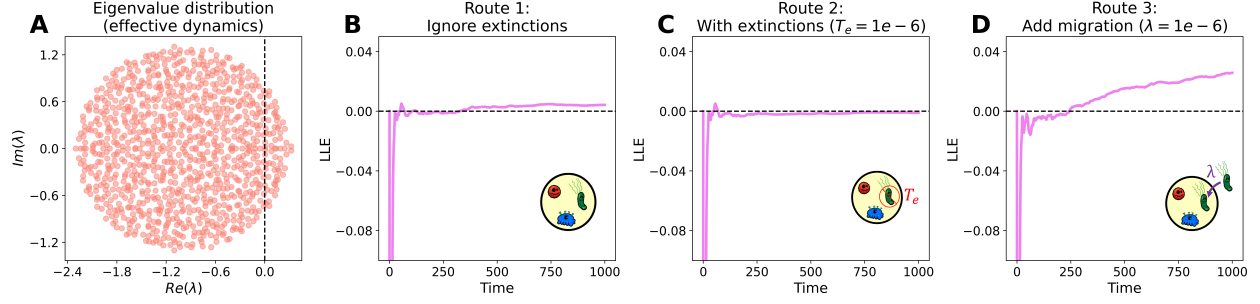 A
Eigenvalue distribution
(effective dynamics)
1.2
0.6
0.0
−0.6
−1.2
Im(λ)
−2.4 −1.8 −1.2 −0.6 0.0
Re(λ)
B
Route 1:
Ignore extinctions
0.04
0.00
−0.04
−0.08
LLE
0 250 500 750 1000
Time
C
Route 2:
With extinctions (Te = 1e − 6)
0.04
0.00
−0.04
−0.08
LLE
Te
0 250 500 750 1000
Time
D
Route 3:
Add migration (λ = 1e − 6)
0.04
0.00
−0.04
−0.08
LLE
λ
0 250 500 750 1000
Time